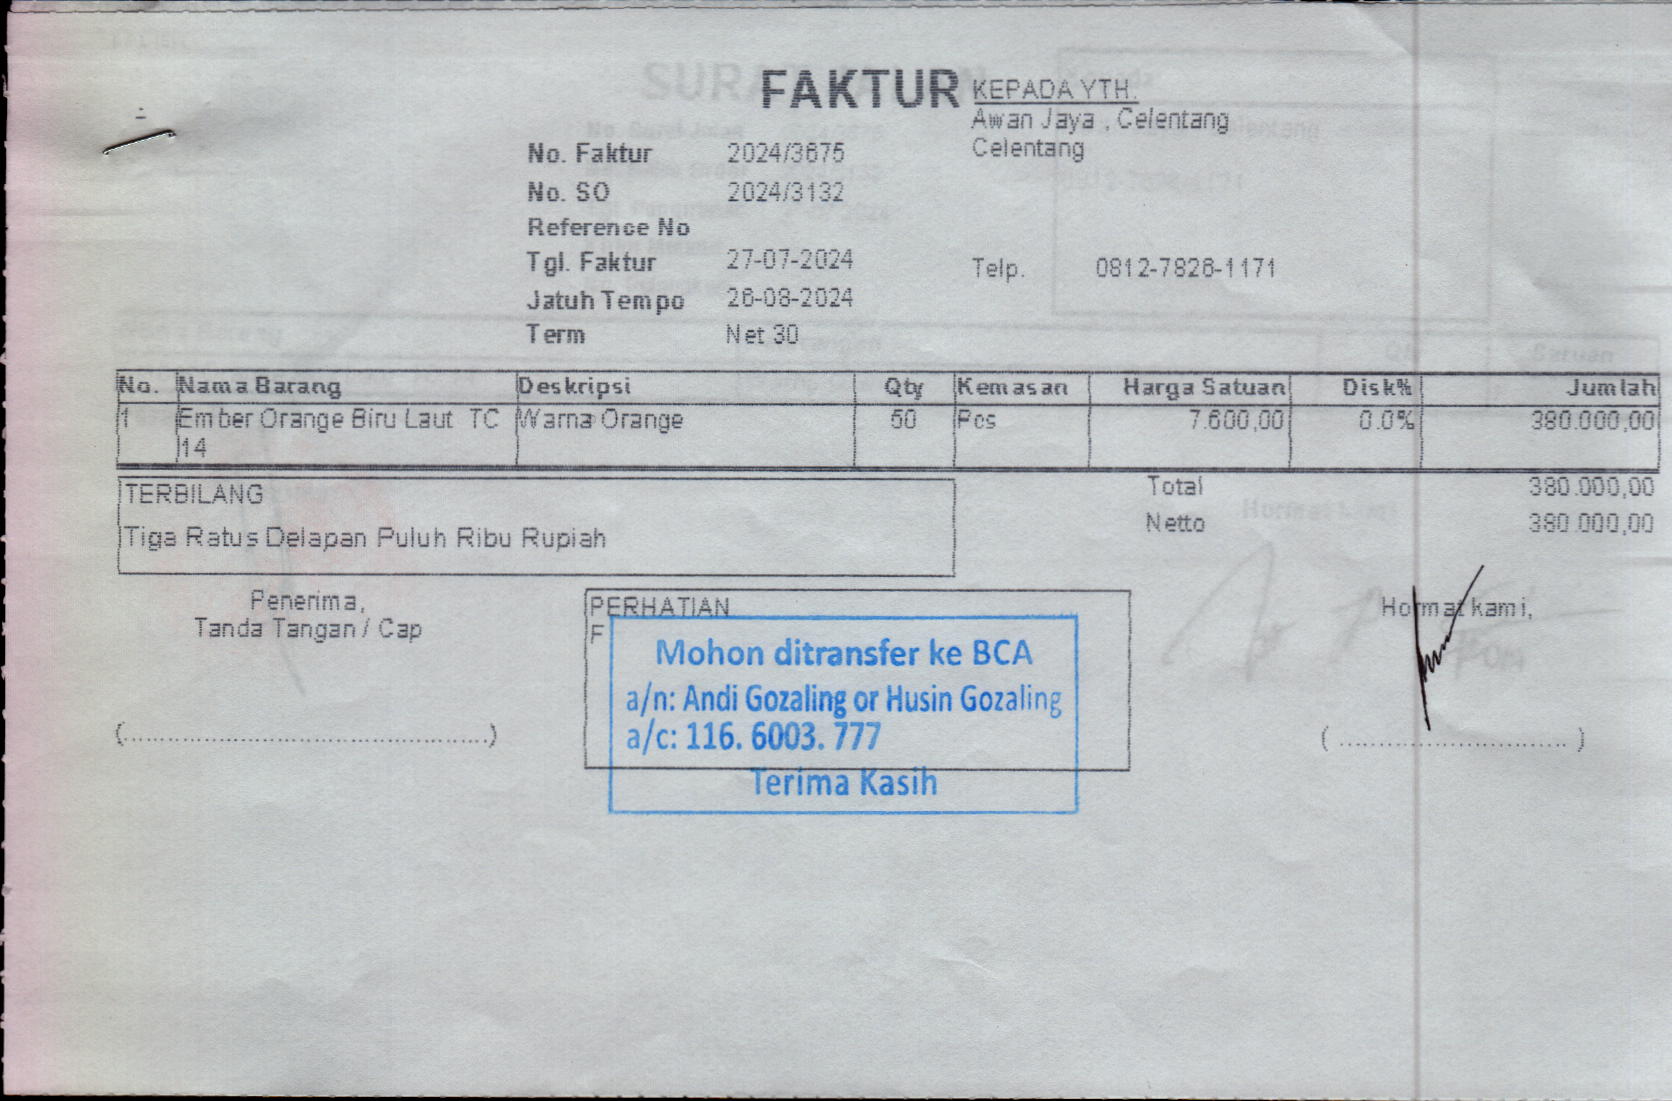 FAKTUR
KEPADA YTH.
Awan Jaya , Celentang
Celentang
No. Faktur 2024/3675
No. SO 2024/3132
Reference No
Tgl. Faktur 27-07-2024
Telp. 0812-7826-1171
Jatuh Tempo 26-08-2024
Term Net 30
No. Nama Barang Deskripsi Qty Kemasan Harga Satuan Disk% Jumlah
1 Ember Orange Biru Laut TC Warna Orange 50 Pcs 7.600,00 0.0% 380.000,00
14
TERBILANG
Total 380.000,00
Tiga Ratus Delapan Puluh Ribu Rupiah
Netto 380.000,00
Penerima,
Tanda Tangan / Cap
PERHATIAN
F
Hormat kami,
Mohon ditransfer ke BCA
a/n: Andi Gozaling or Husin Gozaling
a/c: 116. 6003. 777
Terima Kasih
(................................................)
( ............................. )